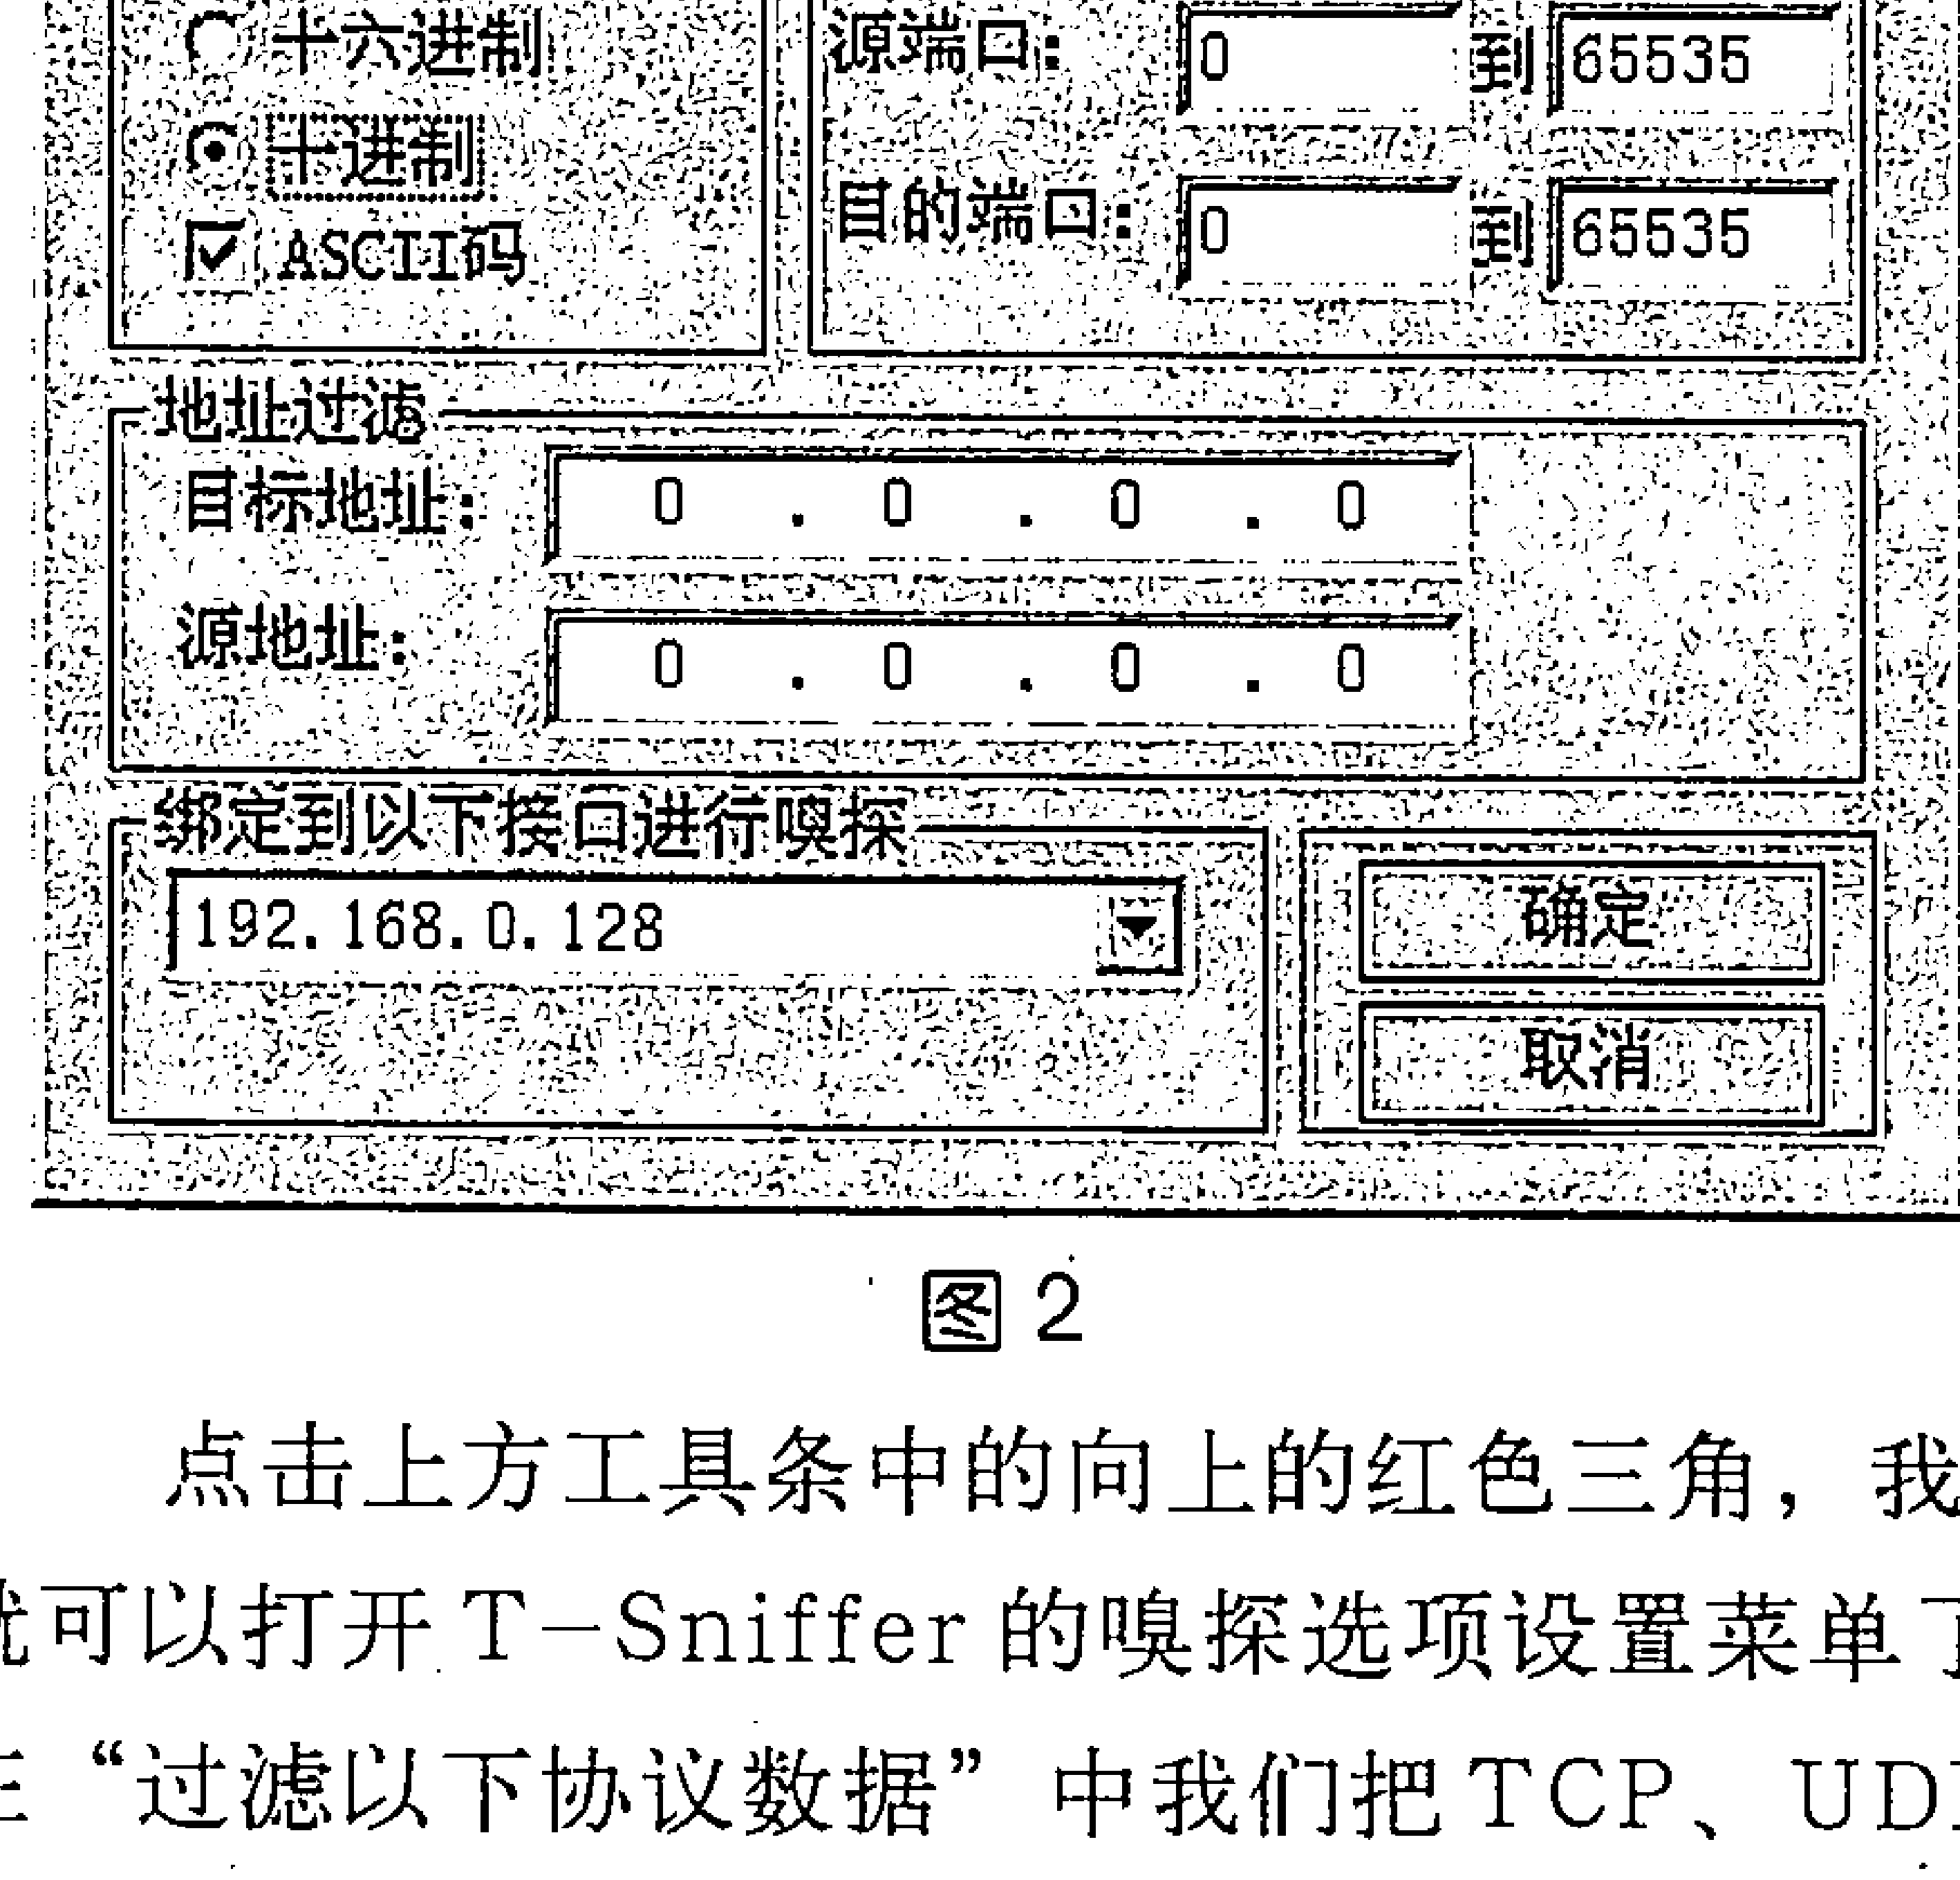 十六进制
十进制
ASCII码
源端口: 0 到 65535
目的端口: 0 到 65535
地址过滤
目标地址: 0 . 0 . 0 . 0
源地址: 0 . 0 . 0 . 0
绑定到以下接口进行嗅探
192.168.0.128
确定
取消
图 2
点击上方工具条中的向上的红色三角，我
可以打开 T-Sniffer 的嗅探选项设置菜单
“过滤以下协议数据”中我们把 TCP、UD